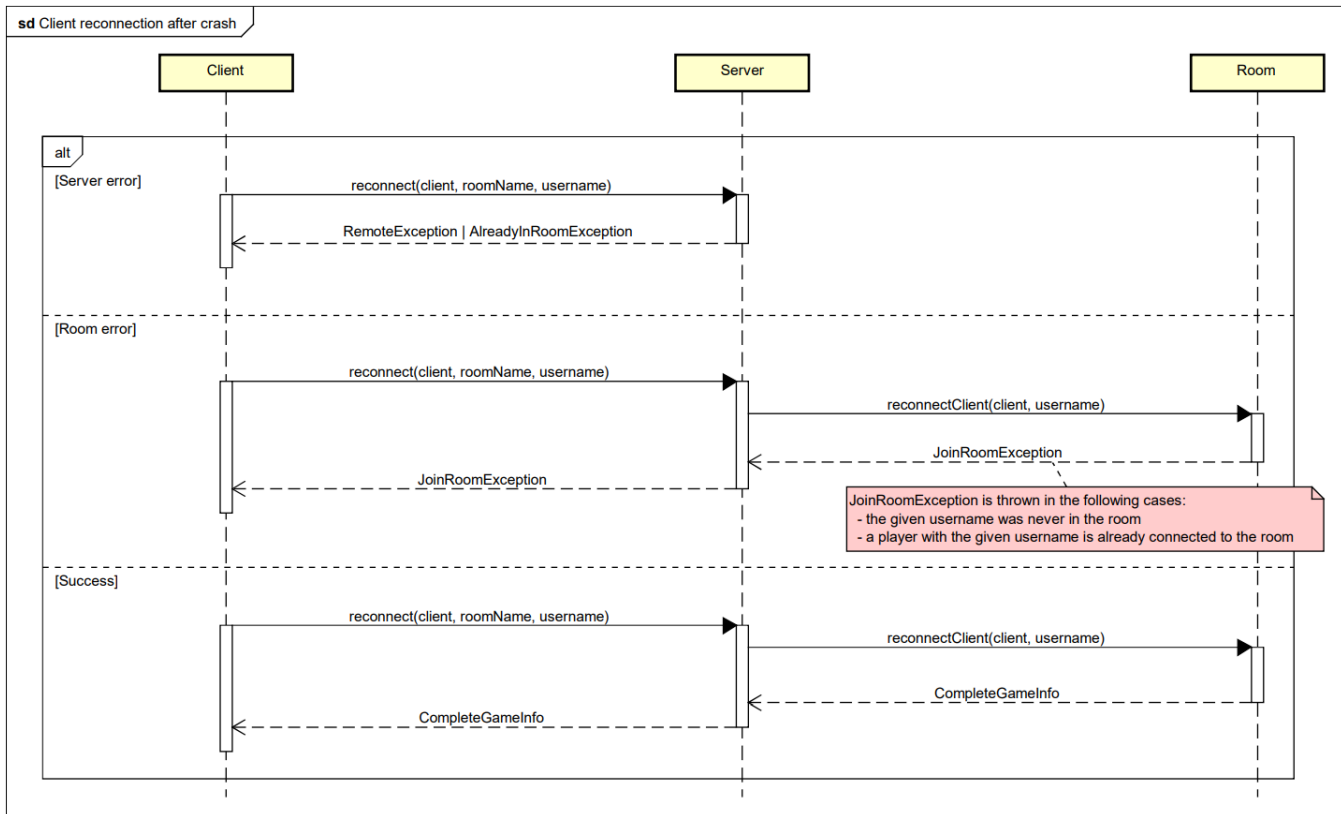 sd Client reconnection after crash
Client
Server
Room
alt
[Server error]
reconnect(client, roomName, username)
RemoteException | AlreadyInRoomException
[Room error]
reconnect(client, roomName, username)
reconnectClient(client, username)
JoinRoomException
JoinRoomException
JoinRoomException is thrown in the following cases:
- the given username was never in the room
- a player with the given username is already connected to the room
[Success]
reconnect(client, roomName, username)
reconnectClient(client, username)
CompleteGameInfo
CompleteGameInfo